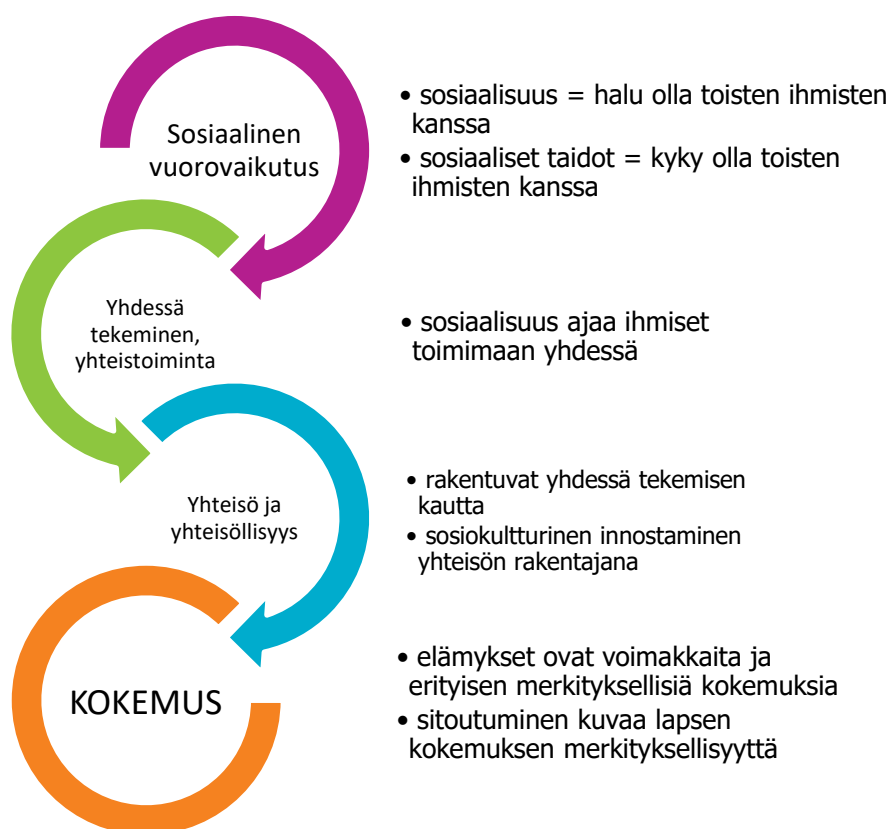 Sosiaalinen
vuorovaikutus
• sosiaalisuus = halu olla toisten ihmisten
kanssa
• sosiaaliset taidot = kyky olla toisten
ihmisten kanssa
Yhdessä
tekeminen,
yhteistoiminta
• sosiaalisuus ajaa ihmiset
toimimaan yhdessä
Yhteisö ja
yhteisöllisyys
• rakentuvat yhdessä tekemisen
kautta
• sosiokultturinen innostaminen
yhteisön rakentajana
KOKEMUS
• elämykset ovat voimakkaita ja
erityisen merkityksellisiä kokemuksia
• sitoutuminen kuvaa lapsen
kokemuksen merkityksellisyyttä